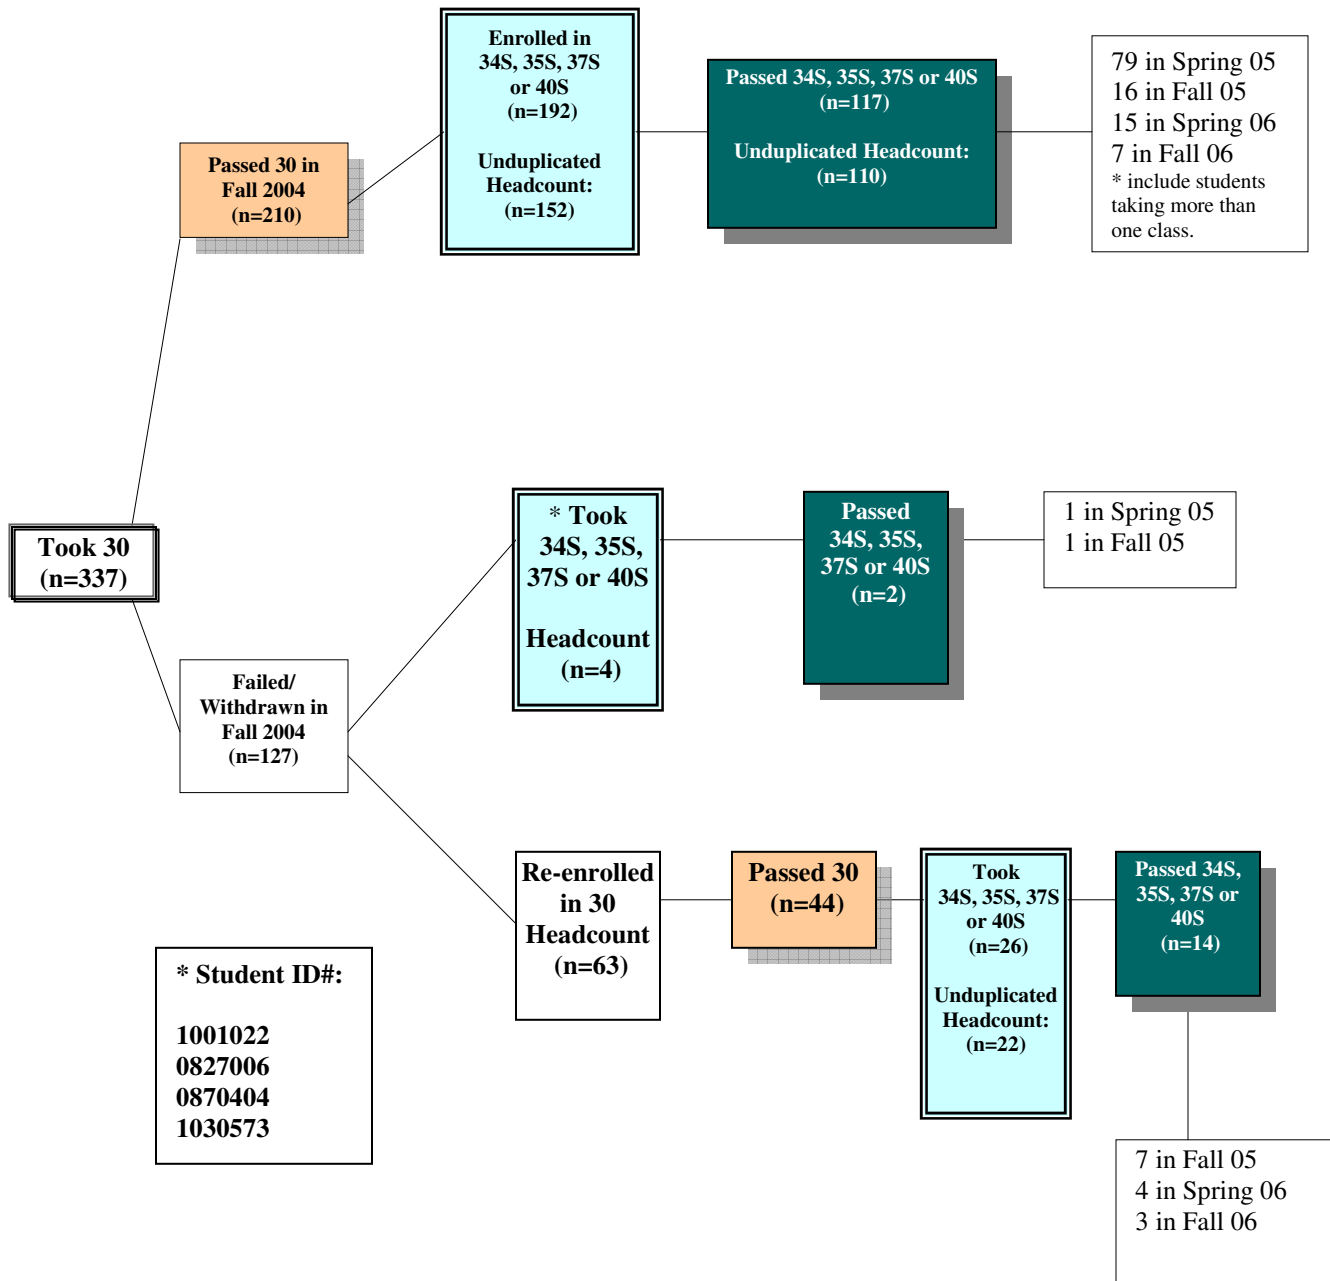 Enrolled in
34S, 35S, 37S
or 40S
(n=192)
Unduplicated
Headcount:
(n=152)
Passed 34S, 35S, 37S or 40S
(n=117)
Unduplicated Headcount:
(n=110)
79 in Spring 05
16 in Fall 05
15 in Spring 06
7 in Fall 06
* include students
taking more than
one class.
Passed 30 in
Fall 2004
(n=210)
Took 30
(n=337)
* Took
34S, 35S,
37S or 40S
Headcount
(n=4)
Passed
34S, 35S,
37S or 40S
(n=2)
1 in Spring 05
1 in Fall 05
Failed/
Withdrawn in
Fall 2004
(n=127)
Re-enrolled
in 30
Headcount
(n=63)
Passed 30
(n=44)
Took
34S, 35S, 37S
or 40S
(n=26)
Unduplicated
Headcount:
(n=22)
Passed 34S,
35S, 37S or
40S
(n=14)
* Student ID#:
1001022
0827006
0870404
1030573
7 in Fall 05
4 in Spring 06
3 in Fall 06